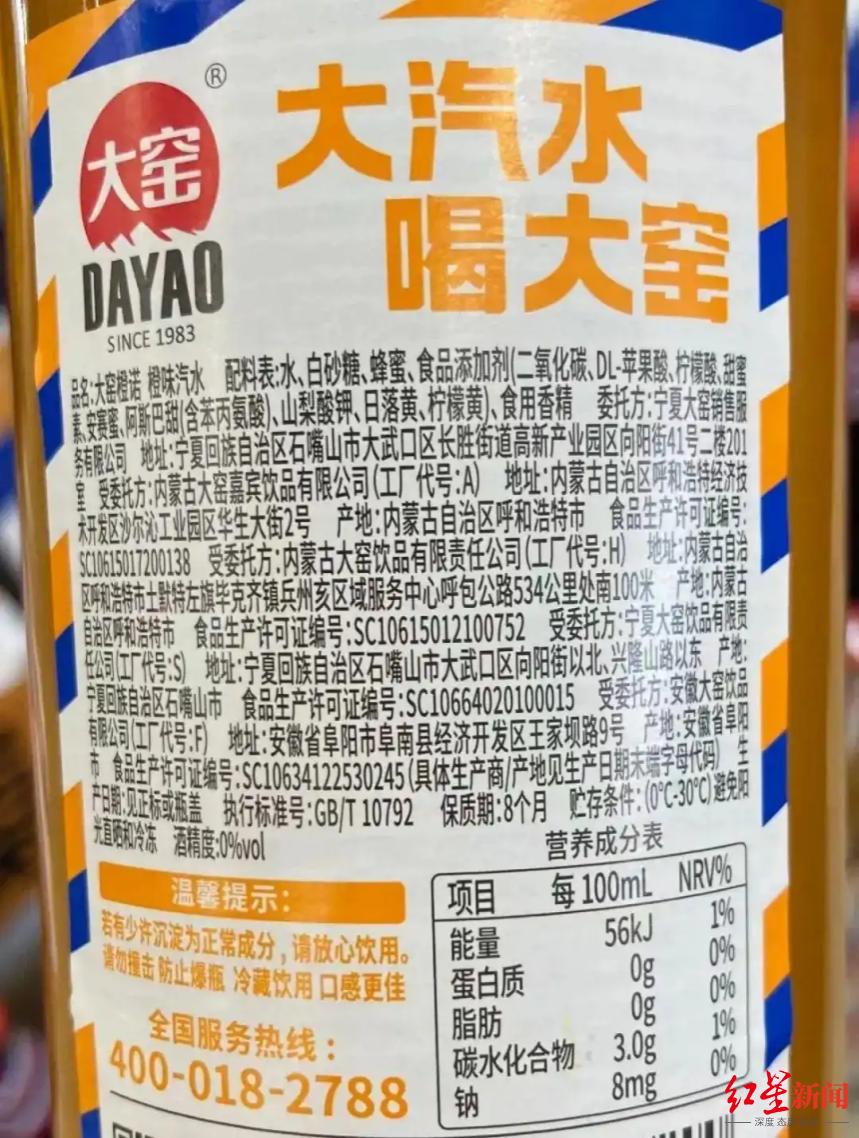 大窑
®
DAYAO
SINCE 1983
大汽水
喝大窑
品名:大窑橙诺 橙味汽水 配料表:水、白砂糖、蜂蜜、食品添加剂(二氧化碳、DL-苹果酸、柠檬酸、甜蜜
素、安赛蜜、阿斯巴甜(含苯丙氨酸)、山梨酸钾、日落黄、柠檬黄)、食用香精 委托方:宁夏大窑销售服
务有限公司 地址:宁夏回族自治区石嘴山市大武口区长胜街道高新产业园区向阳街41号二楼201
室 受委托方:内蒙古大窑嘉宾饮品有限公司(工厂代号:A) 地址:内蒙古自治区呼和浩特经济技
术开发区沙尔沁工业园区华生大街2号 产地:内蒙古自治区呼和浩特市 食品生产许可证编号:
SC10615017200138 受委托方:内蒙古大窑饮品有限责任公司(工厂代号:H) 地址:内蒙古自治
区呼和浩特市土默特左旗毕克齐镇兵州亥区域服务中心呼包公路534公里处南100米 产地:内蒙古
自治区呼和浩特市 食品生产许可证编号:SC10615012100752 受委托方:宁夏大窑饮品有限责
任公司(工厂代号:S) 地址:宁夏回族自治区石嘴山市大武口区向阳街以北、兴隆山路以东 产地:
宁夏回族自治区石嘴山市 食品生产许可证编号:SC10664020100015 受委托方:安徽大窑饮品
有限公司(工厂代号:F) 地址:安徽省阜阳市阜南县经济开发区王家坝路9号 产地:安徽省阜阳
市 食品生产许可证编号:SC10634122530245(具体生产商/产地见生产日期末端字母代码) 生
产日期:见正标或瓶盖 执行标准号:GB/T 10792 保质期:8个月 贮存条件:(0°C-30°C)避免阳
光直晒和冷冻 酒精度:0%vol
温馨提示:
若有少许沉淀为正常成分,请放心饮用。
请勿撞击 防止爆瓶 冷藏饮用 口感更佳
全国服务热线:
400-018-2788
营养成分表
项目 每100mL NRV%
能量 56kJ 1%
蛋白质 0g 0%
脂肪 0g 0%
碳水化合物 3.0g 1%
钠 8mg 0%
红星新闻